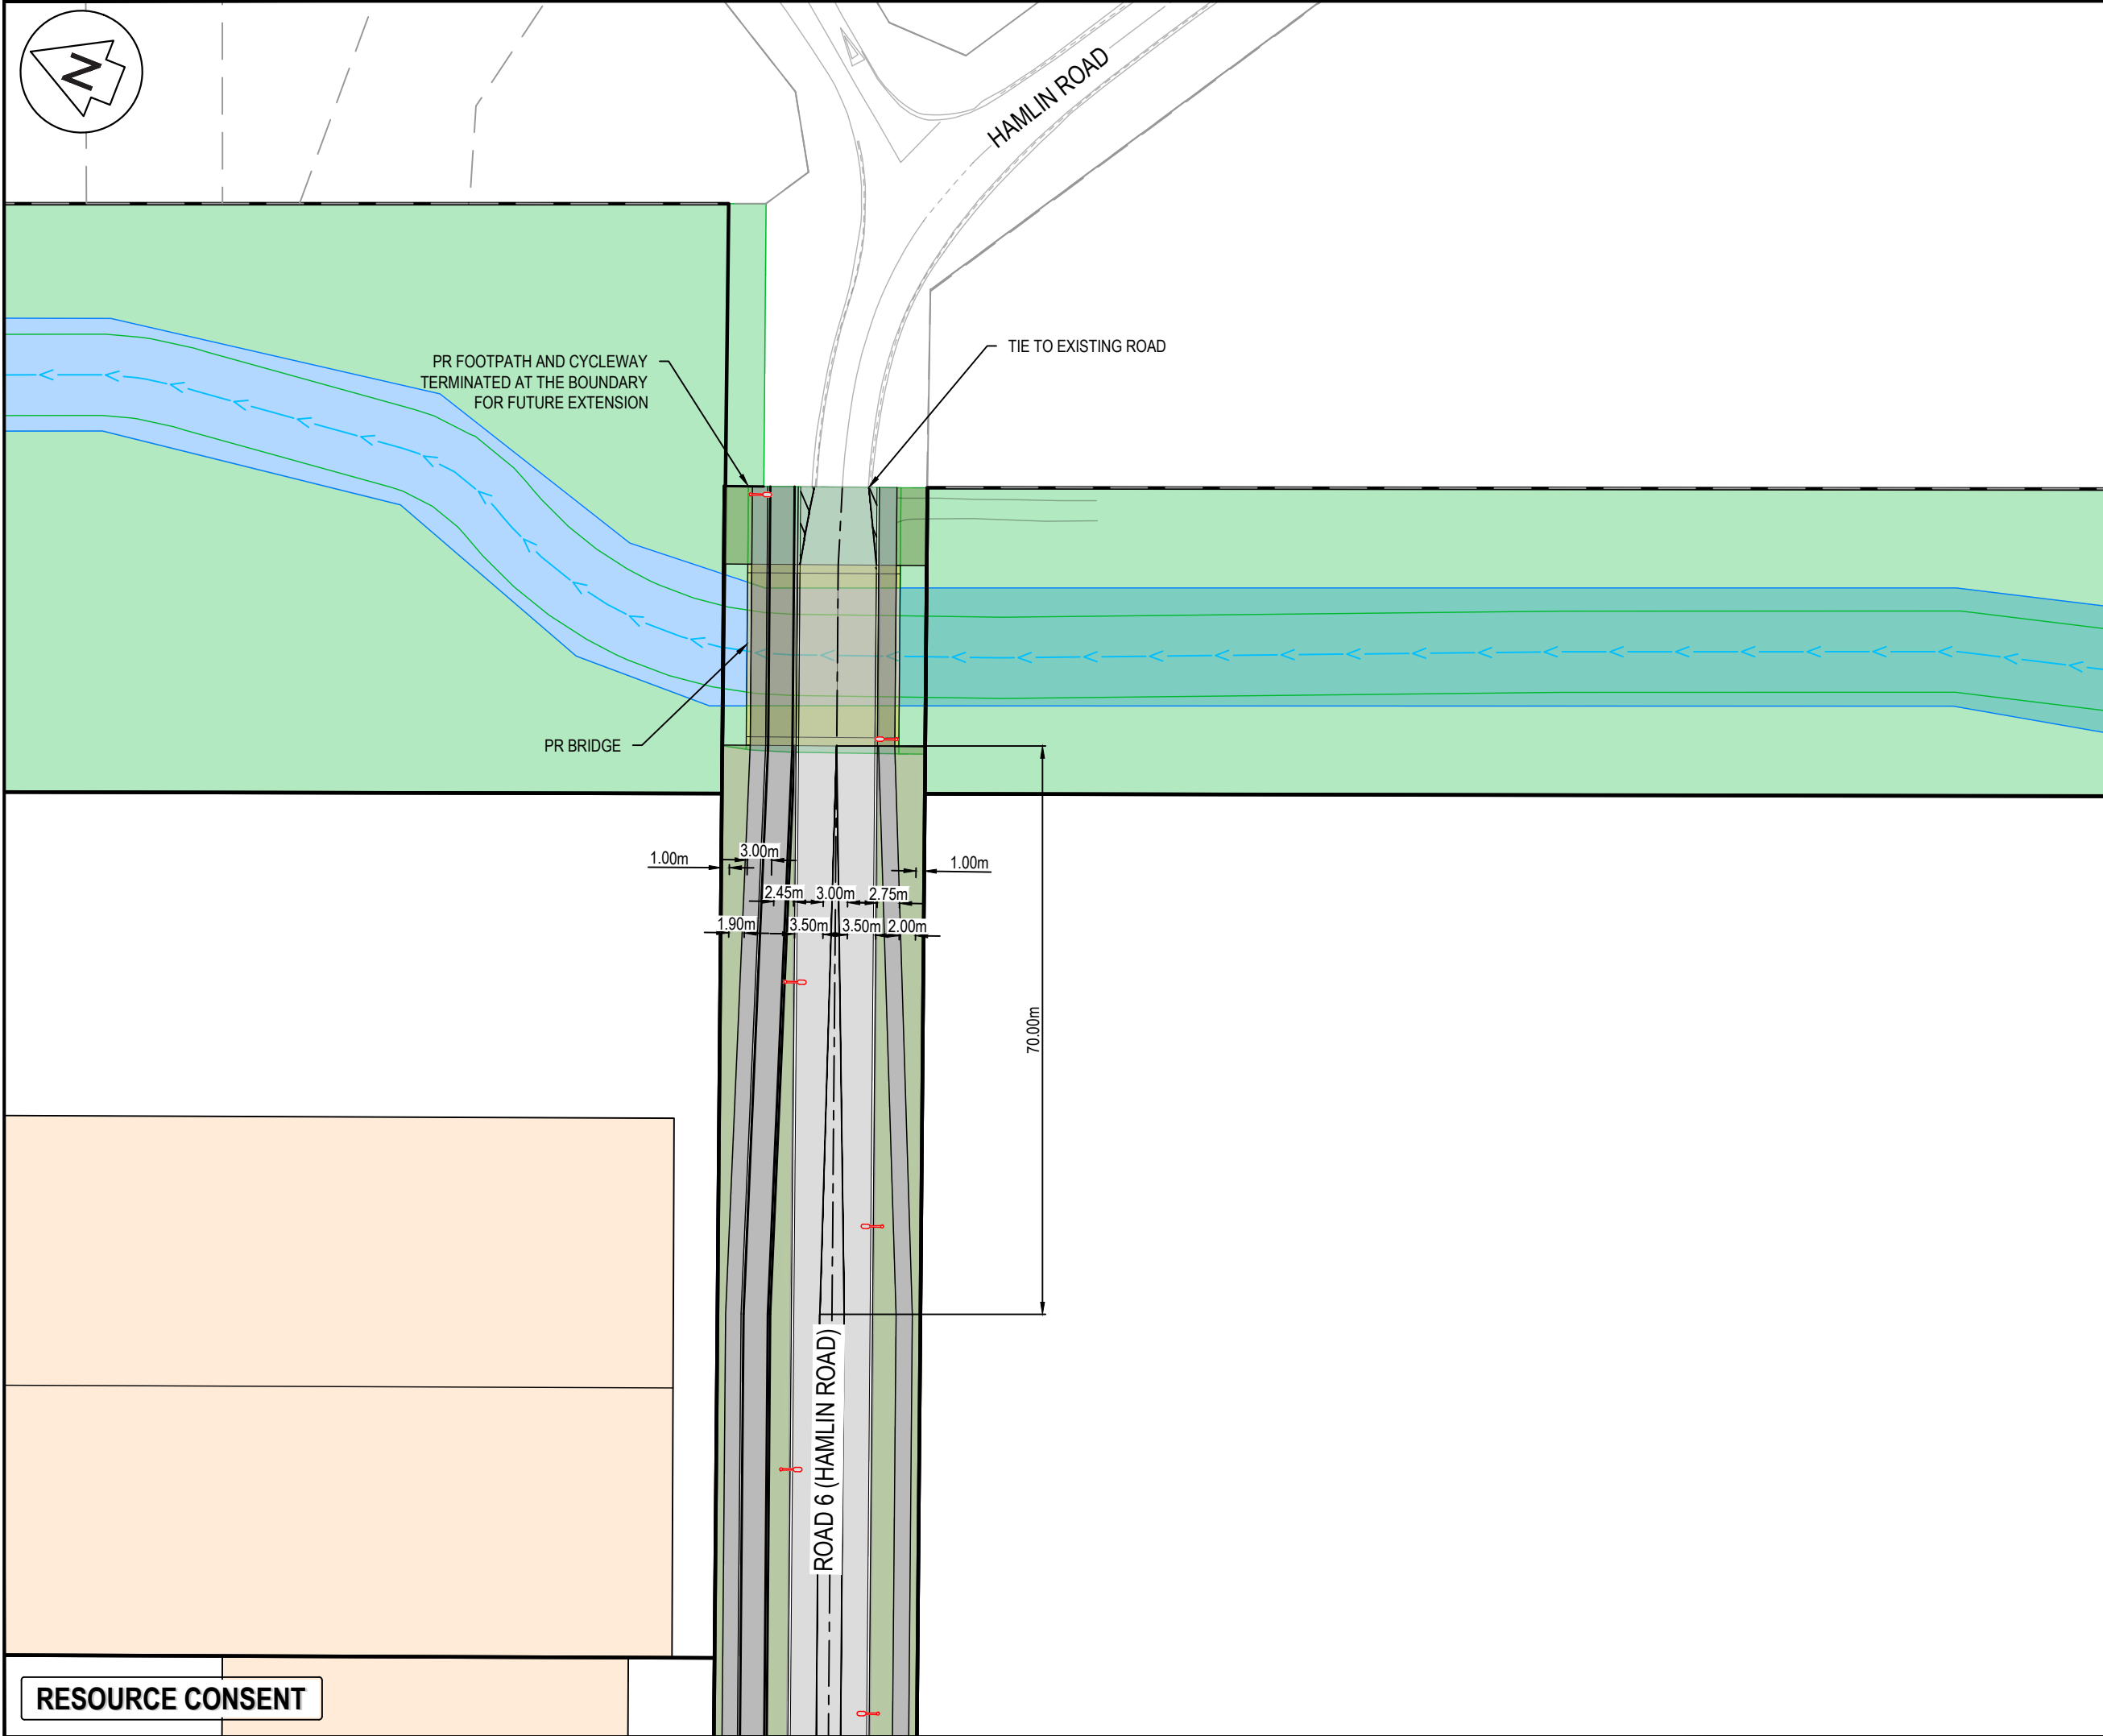 N
HAMLIN ROAD
PR FOOTPATH AND CYCLEWAY
TERMINATED AT THE BOUNDARY
FOR FUTURE EXTENSION
TIE TO EXISTING ROAD
PR BRIDGE
1.00m
3.00m
1.00m
2.45m
3.00m
2.75m
1.90m
3.50m
3.50m
2.00m
70.00m
ROAD 6 (HAMLIN ROAD)
RESOURCE CONSENT